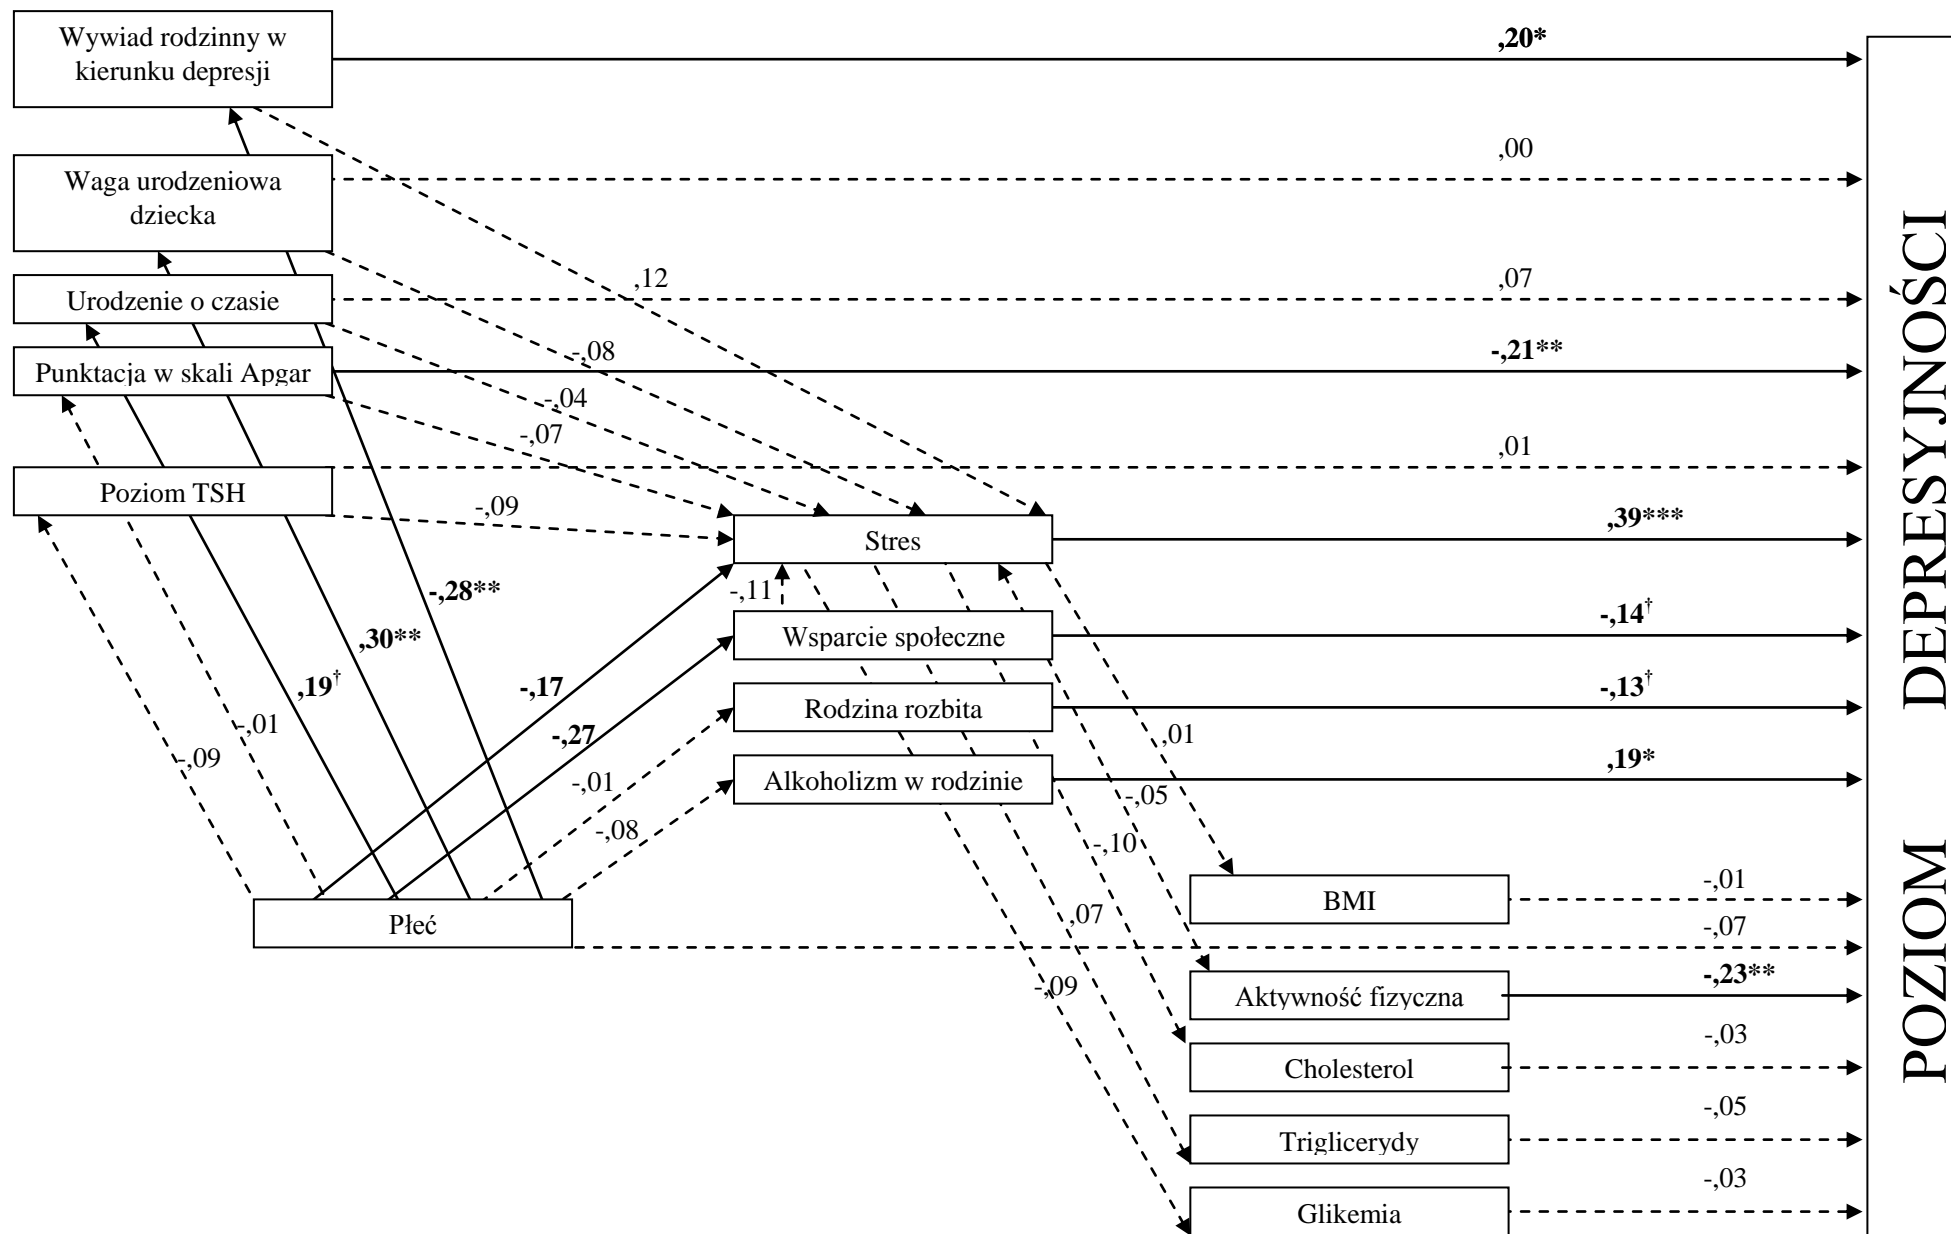 Wywiad rodzinny w
kierunku depresji
,20*
Waga urodzeniowa
dziecka
,00
Urodzenie o czasie
,12
,07
Punktacja w skali Apgar
-,08
-,21**
-,04
-,07
Poziom TSH
,01
-,09
Stres
,39***
-,11
-,28**
Wsparcie społeczne
-,14†
,30**
,19†
-,17
Rodzina rozbita
-,13†
-,01
-,27
,01
-,09
Alkoholizm w rodzinie
,19*
-,01
-,05
-,08
-,10
BMI
-,01
Płeć
,07
-,07
-,09
Aktywność fizyczna
-,23**
Cholesterol
-,03
Triglicerydy
-,05
Glikemia
-,03
POZIOM DEPRESYJNOŚCI